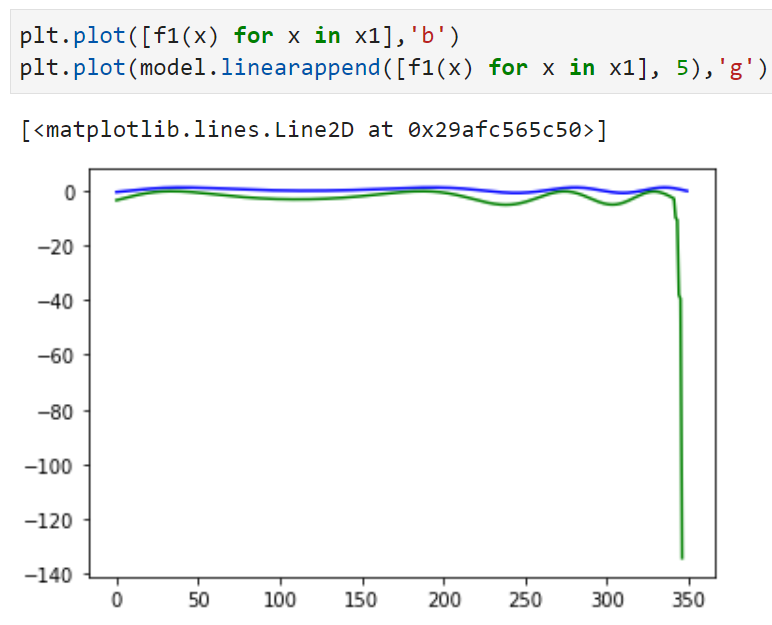 plt.plot([f1(x) for x in x1],'b')
plt.plot(model.linearappend([f1(x) for x in x1], 5),'g')
[<matplotlib.lines.Line2D at 0x29afc565c50>]
0
−20
−40
−60
−80
−100
−120
−140
0 50 100 150 200 250 300 350